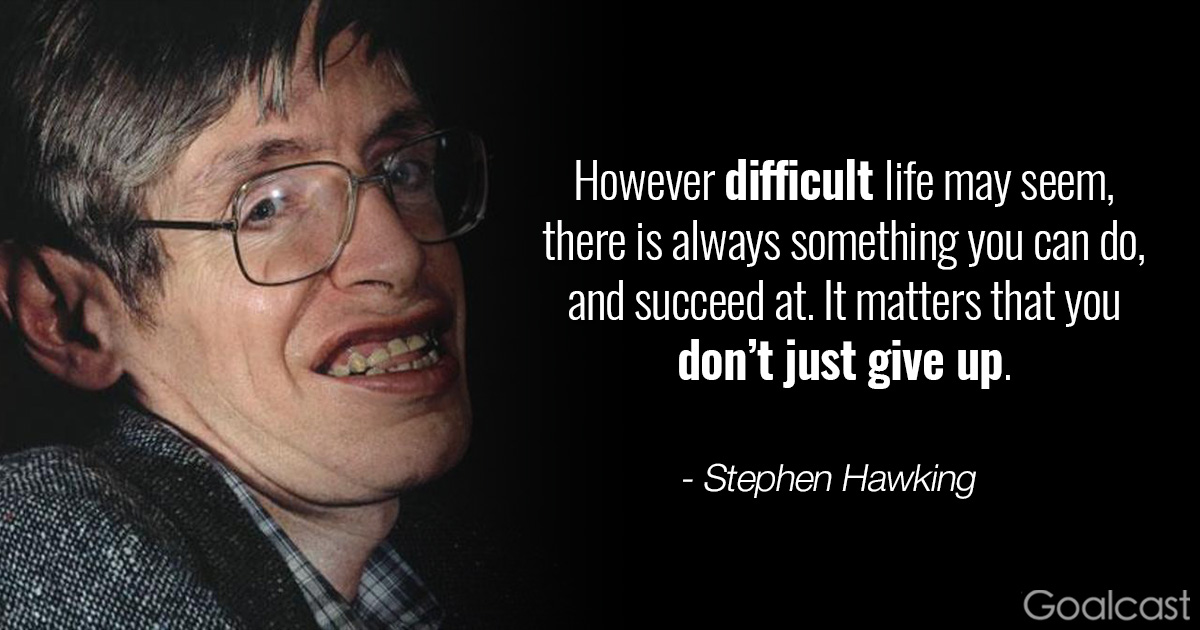 However difficult life may seem,
there is always something you can do,
and succeed at. It matters that you
don’t just give up.
- Stephen Hawking
Goalcast